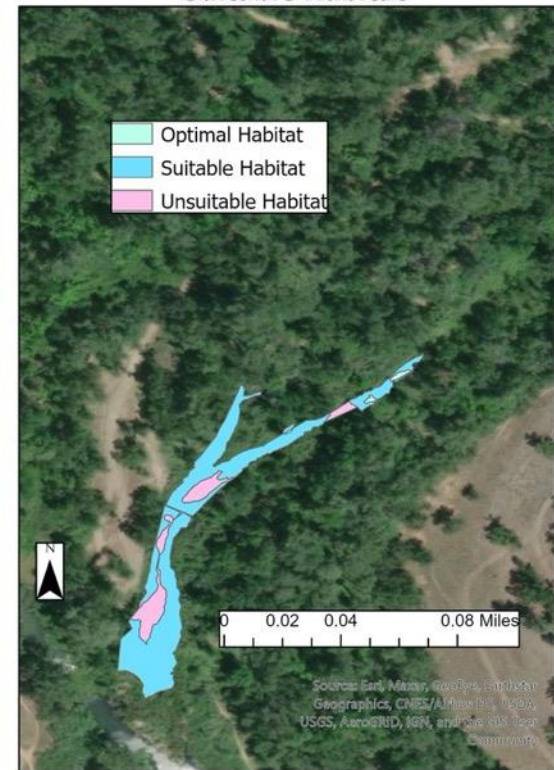 Optimal Habitat
Suitable Habitat
Unsuitable Habitat
N
0 0.02 0.04 0.08 Miles
Source: Esri, Maxar, GeoEye, Earthstar
Geographics, CNES/Airbus DS, USDA,
USGS, AeroGRID, IGN, and the GIS User
Community